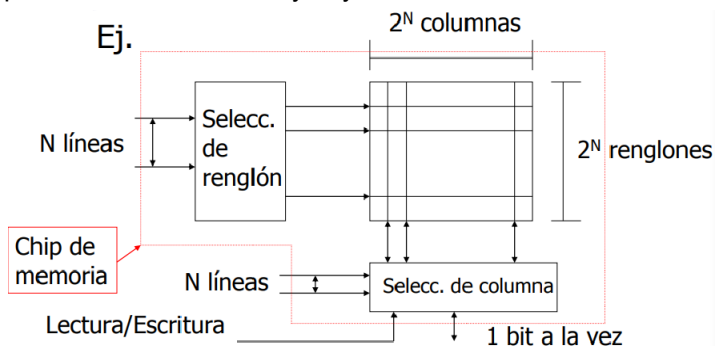 Ej.
2ᴺ columnas
N líneas
Selecc.
de
renglón
2ᴺ renglones
Chip de
memoria
N líneas
Selecc. de columna
Lectura/Escritura
1 bit a la vez